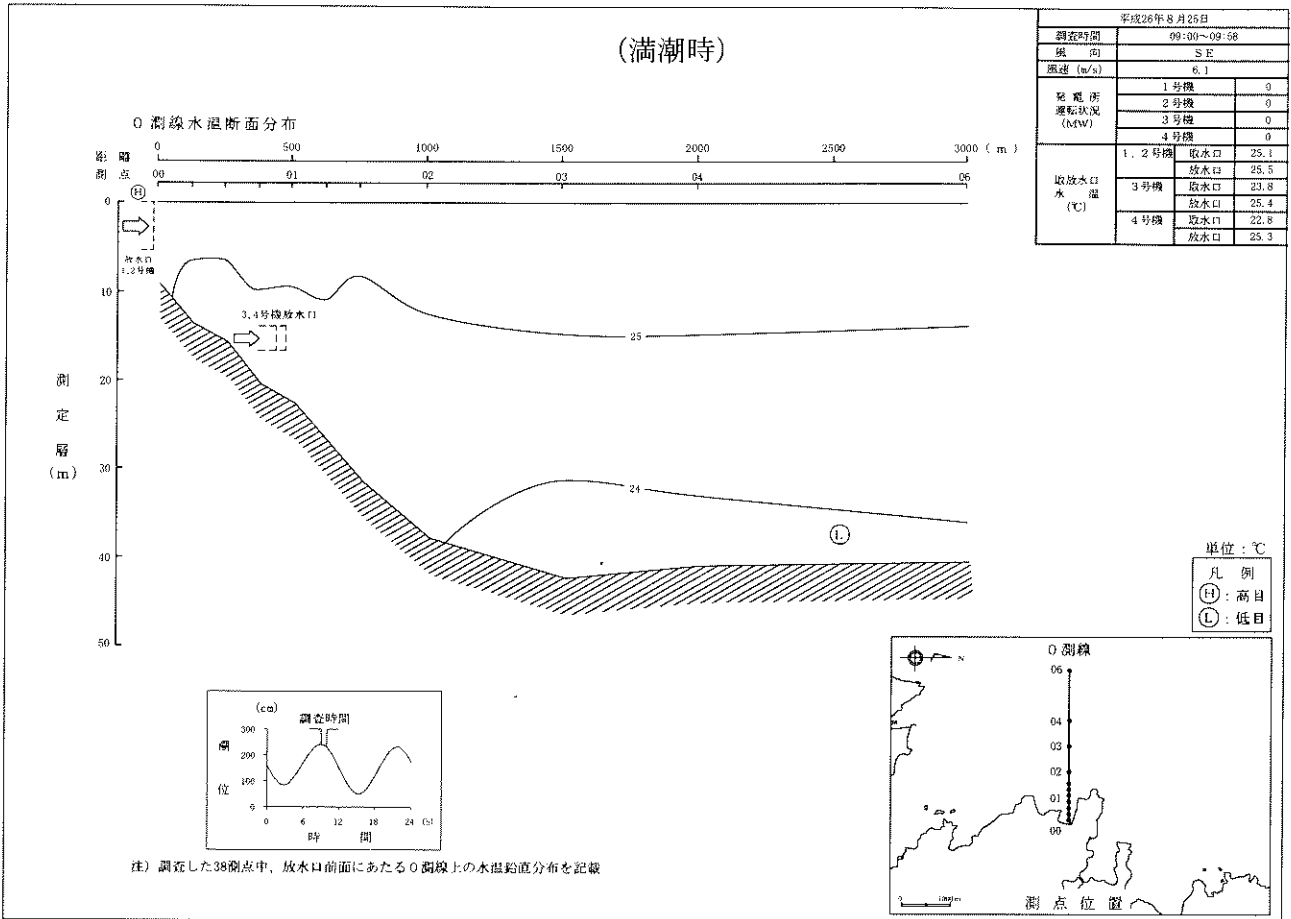 (満潮時)
平成26年8月25日
調査時間 09:00~09:58
風 向 SE
風速 (m/s) 6.1
発電所運転状況 (MW)
1号機 0
2号機 0
3号機 0
4号機 0
取放水口水温 (℃)
1,2号機 取水口 25.1
放水口 25.5
3号機 取水口 23.8
放水口 25.4
4号機 取水口 22.8
放水口 25.3
0測線水温断面分布
距離 0 500 1000 1500 2000 2500 3000 (m)
測点 00 01 02 03 04 06
H
0
放水口
1,2号機
10
3,4号機放水口
25
20
測定層 (m)
30
24
L
40
50
単位:℃
凡 例
H:高目
L:低目
(cm)
調査時間
300
200
100
0
潮位
0 6 12 18 24 (S)
時 間
N
0測線
06
04
03
02
01
00
0 1000m
測点位置
注) 調査した38測点中, 放水口前面にあたる0測線上の水温鉛直分布を記載